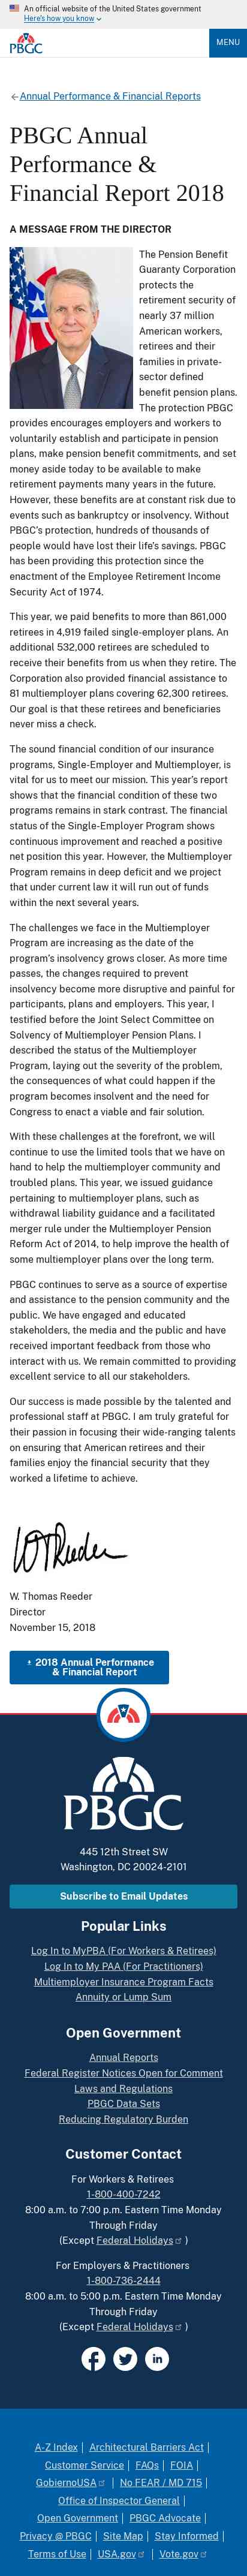 An official website of the United States government
Here's how you know
PBGC
MENU
Annual Performance & Financial Reports
PBGC Annual
Performance &
Financial Report 2018
A MESSAGE FROM THE DIRECTOR
The Pension Benefit
Guaranty Corporation
protects the
retirement security of
nearly 37 million
American workers,
retirees and their
families in private-
sector defined
benefit pension plans.
The protection PBGC
provides encourages employers and workers to
voluntarily establish and participate in pension
plans, make pension benefit commitments, and set
money aside today to be available to make
retirement payments many years in the future.
However, these benefits are at constant risk due to
events such as bankruptcy or insolvency. Without
PBGC's protection, hundreds of thousands of
people would have lost their life's savings. PBGC
has been providing this protection since the
enactment of the Employee Retirement Income
Security Act of 1974.
This year, we paid benefits to more than 861,000
retirees in 4,919 failed single-employer plans. An
additional 532,000 retirees are scheduled to
receive benefits from us when they retire. The
Corporation also provided financial assistance to
81 multiemployer plans covering 62,300 retirees.
Our goal is that these retirees and beneficiaries
never miss a check.
The sound financial condition of our insurance
programs, Single-Employer and Multiemployer, is
vital for us to meet our mission. This year's report
shows that the financial condition of these two
programs remains in stark contrast. The financial
status of the Single-Employer Program shows
continuous improvement and reached a positive
net position this year. However, the Multiemployer
Program remains in deep deficit and we project
that under current law it will run out of funds
within the next seven years.
The challenges we face in the Multiemployer
Program are increasing as the date of the
program's insolvency grows closer. As more time
passes, the changes required to prevent
insolvency become more disruptive and painful for
participants, plans and employers. This year, I
testified before the Joint Select Committee on
Solvency of Multiemployer Pension Plans. I
described the status of the Multiemployer
Program, laying out the severity of the problem,
the consequences of what could happen if the
program becomes insolvent and the need for
Congress to enact a viable and fair solution.
With these challenges at the forefront, we will
continue to use the limited tools that we have on
hand to help the multiemployer community and
the people it represents. This year, we issued
several multiemployer regulations, such as
withdrawal liability guidance and a facilitated
merger rule under the Multiemployer Pension
Reform Act of 2014, to help improve the health of
some multiemployer plans over the long term.
PBGC continues to serve as a source of expertise
and assistance to the entire pension community and
the public. We have engaged and educated
stakeholders, the media and the public and have
received important feedback from those who
interact with us. We remain committed to providing
excellent service to all our stakeholders.
Our success is made possible by the talented and
professional staff at PBGC. I am truly grateful and
proud to work with people of wide-ranging talents
on ensuring that American retirees and their
families enjoy the financial security that they
worked a lifetime to achieve.
W. Thomas Reeder
Director
November 15, 2018
2018 Annual Performance
& Financial Report
PBGC
445 12th Street SW
Washington, DC 20024-2101
Subscribe to Email Updates
Popular Links
Log In to MyPBA (For Workers & Retirees)
Log In to My PAA (For Practitioners)
Multiemployer Insurance Program Facts
Annuity or Lump Sum
Open Government
Annual Reports
Federal Register Notices Open for Comment
Laws and Regulations
PBGC Data Sets
Reducing Regulatory Burden
Customer Contact
For Workers & Retirees
1-800-400-7242
8:00 a.m. to 7:00 p.m. Eastern Time Monday
Through Friday
(Except Federal Holidays )
For Employers & Practitioners
1-800-736-2444
8:00 a.m. to 5:00 p.m. Eastern Time Monday
Through Friday
(Except Federal Holidays )
A-Z Index | Architectural Barriers Act |
Customer Service | FAQs | FOIA |
GobiernoUSA | No FEAR / MD 715 |
Office of Inspector General |
Open Government | PBGC Advocate |
Privacy @ PBGC | Site Map | Stay Informed |
Terms of Use | USA.gov | Vote.gov